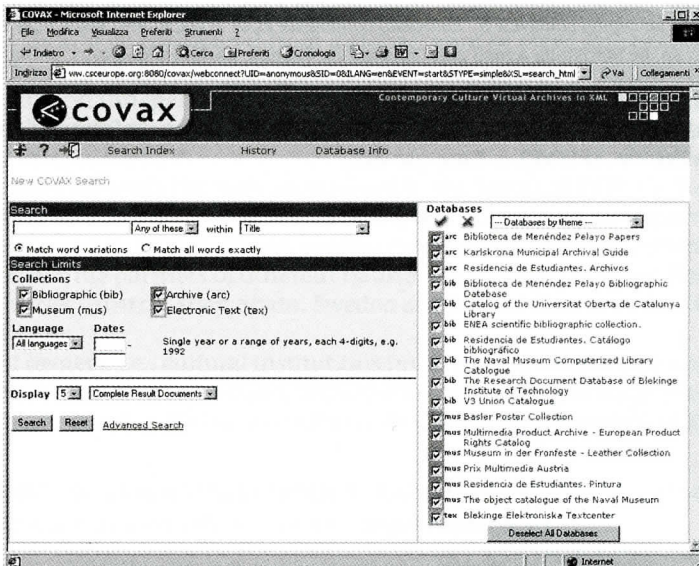 COVAX - Microsoft Internet Explorer
File Modifica Visualizza Preferiti Strumenti ?
Indietro Cerca Preferiti Cronologia
Indirizzo ww.csceurope.org:8080/covax/webconnect?UID=anonymous&SID=0&ILANG=en&EVENT=start&STYPE=simple&XSL=search_html Vai Collegamenti
covax
Contemporary Culture Virtual Archives in XML
? Search Index History Database Info
New COVAX Search
Search
Any of these within Title
Match word variations Match all words exactly
Search Limits
Collections
Bibliographic (bib) Archive (arc)
Museum (mus) Electronic Text (tex)
Language Dates
All languages - Single year or a range of years, each 4-digits, e.g.
1992
Display 5 Complete Result Documents
Search Reset Advanced Search
Databases
--- Databases by theme ---
arc Biblioteca de Menéndez Pelayo Papers
arc Karlskrona Municipal Archival Guide
arc Residencia de Estudiantes. Archivos
bib Biblioteca de Menéndez Pelayo Bibliographic
Database
bib Catalog of the Universitat Oberta de Catalunya
Library
bib ENEA scientific bibliographic collection.
bib Residencia de Estudiantes. Catálogo
bibliográfico
bib The Naval Museum Computerized Library
Catalogue
bib The Research Document Database of Blekinge
Institute of Technology
bib V3 Union Catalogue
mus Basler Poster Collection
mus Multimedia Product Archive - European Product
Rights Catalog
mus Museum in der Fronfeste - Leather Collection
mus Prix Multimedia Austria
mus Residencia de Estudiantes. Pintura
mus The object catalogue of the Naval Museum
tex Blekinge Elektroniska Textcenter
Deselect All Databases
Internet